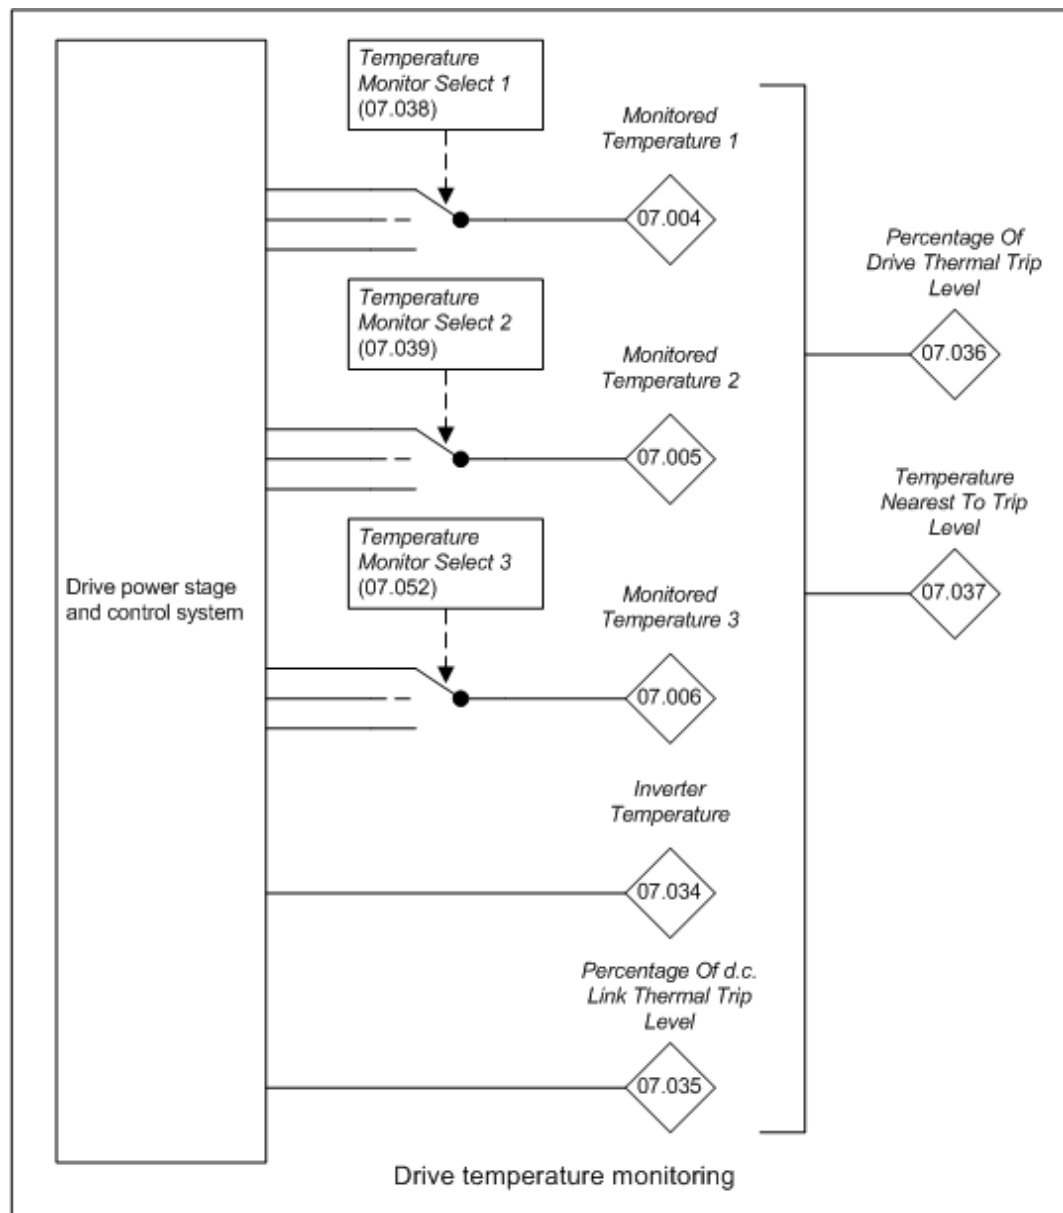 Temperature
Monitor Select 1
(07.038)
Monitored
Temperature 1
07.004
Percentage Of
Drive Thermal Trip
Level
07.036
Temperature
Monitor Select 2
(07.039)
Monitored
Temperature 2
07.005
Temperature
Nearest To Trip
Level
07.037
Temperature
Monitor Select 3
(07.052)
Drive power stage
and control system
Monitored
Temperature 3
07.006
Inverter
Temperature
07.034
Percentage Of d.c.
Link Thermal Trip
Level
07.035
Drive temperature monitoring